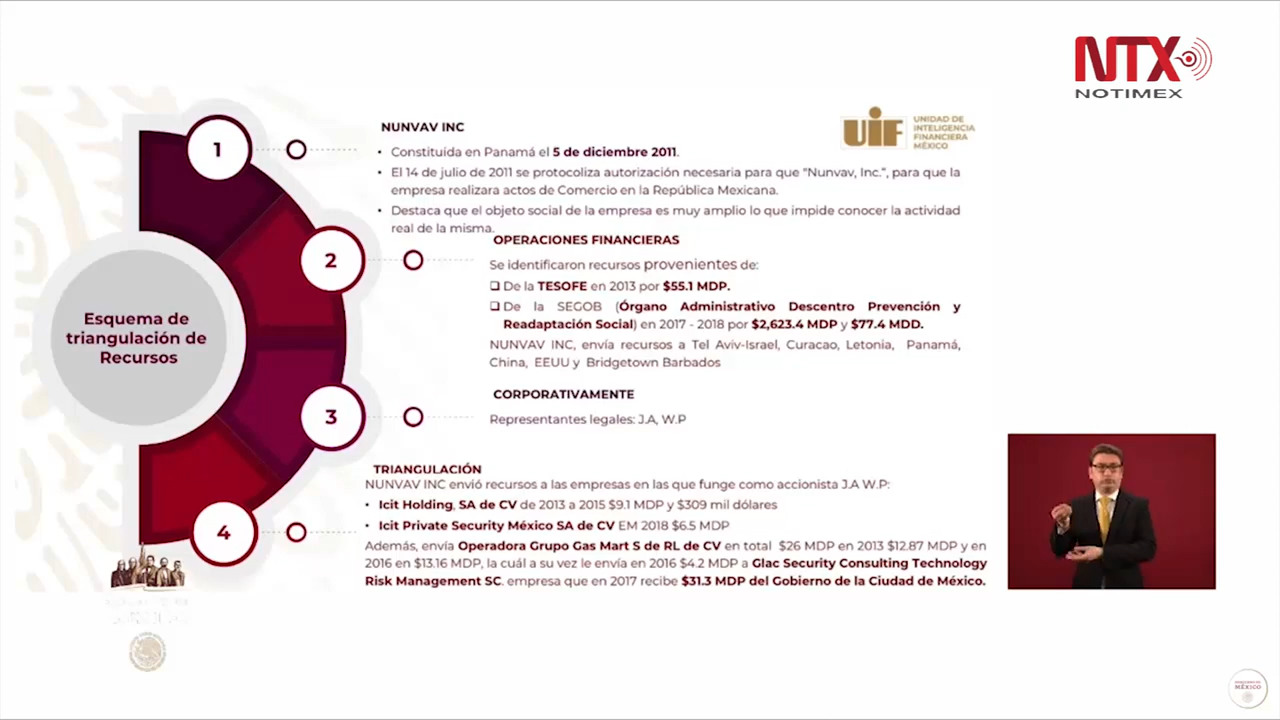 NTX
NOTIMEX
UIF
UNIDAD DE
INTELIGENCIA
FINANCIERA
MÉXICO
Esquema de
triangulación de
Recursos
1
NUNVAV INC
• Constituída en Panamá el 5 de diciembre 2011.
• El 14 de julio de 2011 se protocoliza autorización necesaria para que "Nunvav, Inc.", para que la
empresa realizara actos de Comercio en la República Mexicana.
• Destaca que el objeto social de la empresa es muy amplio lo que impide conocer la actividad
real de la misma.
2
OPERACIONES FINANCIERAS
Se identificaron recursos provenientes de:
❑ De la TESOFE en 2013 por $55.1 MDP.
❑ De la SEGOB (Órgano Administrativo Descentro Prevención y
Readaptación Social) en 2017 - 2018 por $2,623.4 MDP y $77.4 MDD.
NUNVAV INC, envía recursos a Tel Aviv-Israel, Curacao, Letonia, Panamá,
China, EEUU y Bridgetown Barbados
3
CORPORATIVAMENTE
Representantes legales: J.A, W.P
4
TRIANGULACIÓN
NUNVAV INC envió recursos a las empresas en las que funge como accionista J.A W.P:
• Icit Holding, SA de CV de 2013 a 2015 $9.1 MDP y $309 mil dólares
• Icit Private Security México SA de CV EM 2018 $6.5 MDP
Además, envía Operadora Grupo Gas Mart S de RL de CV en total $26 MDP en 2013 $12.87 MDP y en
2016 en $13.16 MDP, la cuál a su vez le envía en 2016 $4.2 MDP a Glac Security Consulting Technology
Risk Management SC. empresa que en 2017 recibe $31.3 MDP del Gobierno de la Ciudad de México.
MÉXICO